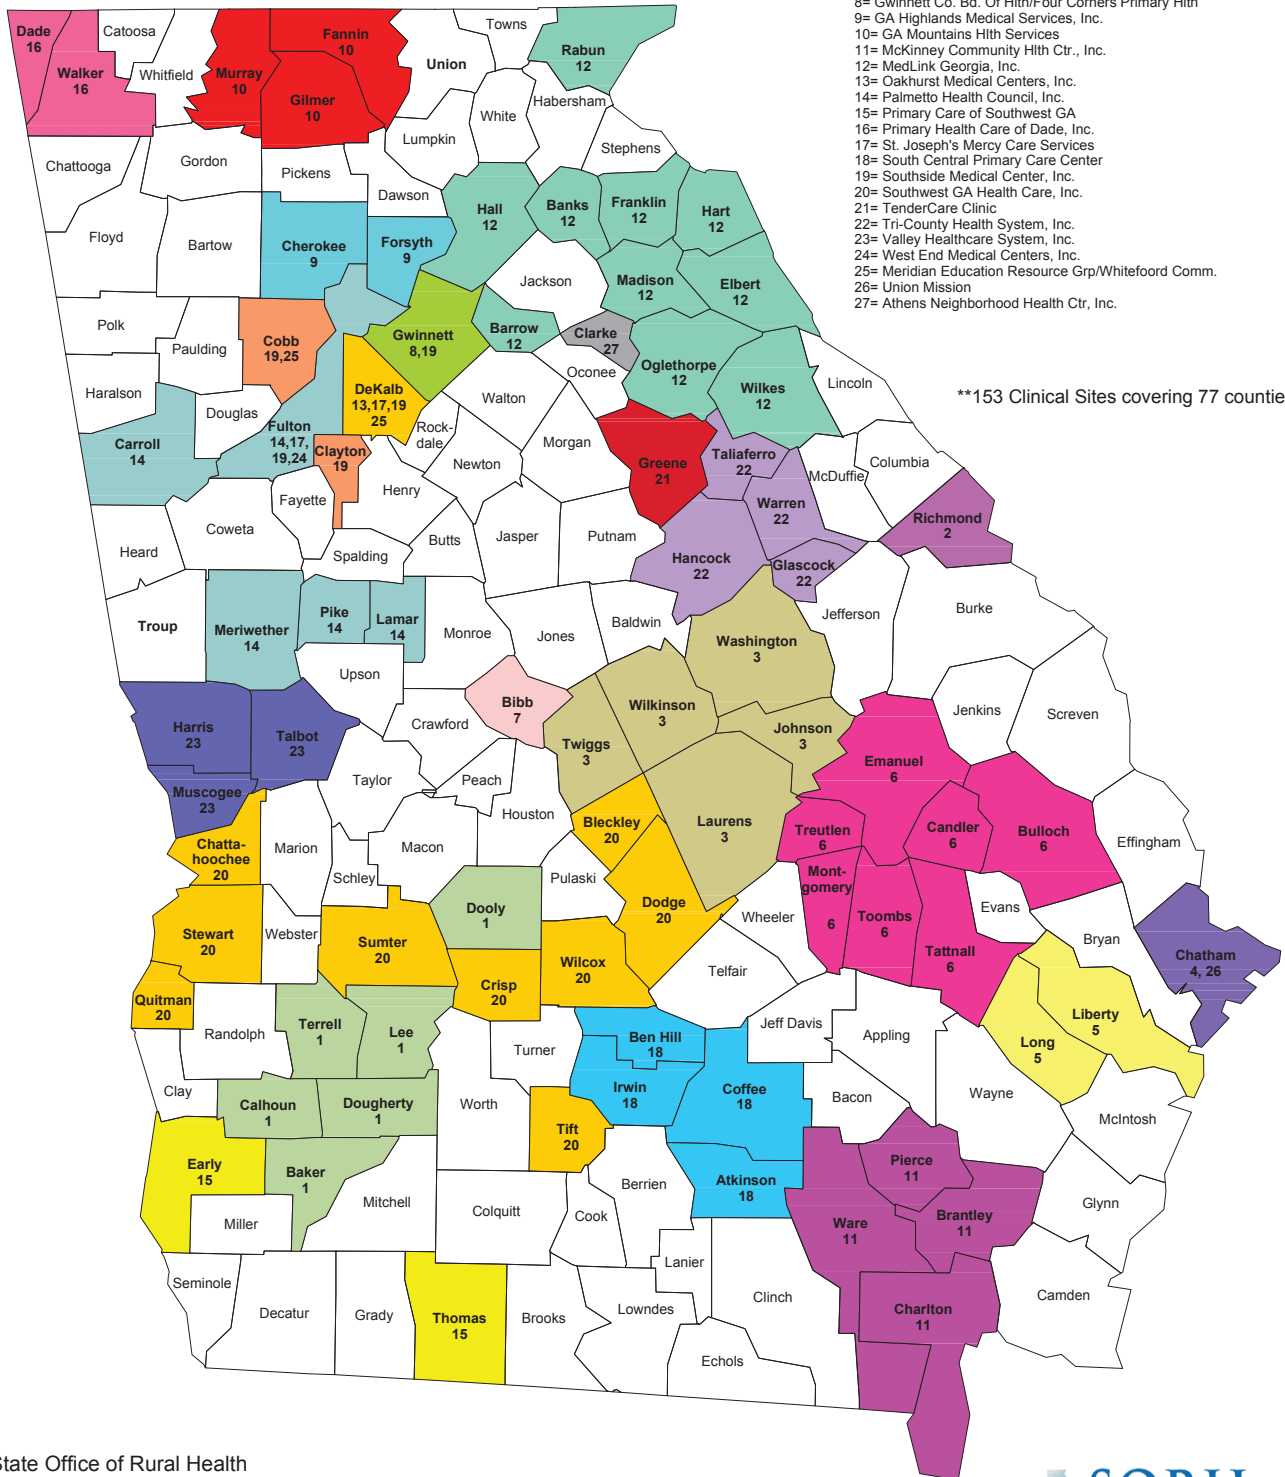 8= Gwinnett Co. Bd. Of Hlth/Four Corners Primary Hlth
9= GA Highlands Medical Services, Inc.
10= GA Mountains Hlth Services
11= McKinney Community Hlth Ctr., Inc.
12= MedLink Georgia, Inc.
13= Oakhurst Medical Centers, Inc.
14= Palmetto Health Council, Inc.
15= Primary Care of Southwest GA
16= Primary Health Care of Dade, Inc.
17= St. Joseph's Mercy Care Services
18= South Central Primary Care Center
19= Southside Medical Center, Inc.
20= Southwest GA Health Care, Inc.
21= TenderCare Clinic
22= Tri-County Health System, Inc.
23= Valley Healthcare System, Inc.
24= West End Medical Centers, Inc.
25= Meridian Education Resource Grp/Whitefoord Comm.
26= Union Mission
27= Athens Neighborhood Health Ctr, Inc.
**153 Clinical Sites covering 77 countie
Dade
16
Walker
16
Catoosa
Whitfield
Murray
10
Fannin
10
Gilmer
10
Union
Towns
Rabun
12
Habersham
White
Lumpkin
Stephens
Chattooga
Gordon
Pickens
Dawson
Hall
12
Banks
12
Franklin
12
Hart
12
Floyd
Bartow
Cherokee
9
Forsyth
9
Jackson
Madison
12
Elbert
12
Polk
Paulding
Cobb
19,25
Gwinnett
8,19
Barrow
12
Clarke
27
Oconee
Oglethorpe
12
Wilkes
12
Lincoln
Haralson
Douglas
DeKalb
13,17,19
25
Walton
Carroll
14
Fulton
14,17,
19,24
Clayton
19
Rock-
dale
Newton
Morgan
Greene
21
Taliaferro
22
McDuffie
Columbia
Fayette
Henry
Warren
22
Richmond
2
Coweta
Spalding
Butts
Jasper
Putnam
Hancock
22
Glascock
22
Heard
Troup
Meriwether
14
Pike
14
Lamar
14
Monroe
Jones
Baldwin
Washington
3
Jefferson
Burke
Upson
Harris
23
Talbot
23
Crawford
Bibb
7
Twiggs
3
Wilkinson
3
Johnson
3
Jenkins
Screven
Muscogee
23
Taylor
Peach
Houston
Emanuel
6
Chatta-
hoochee
20
Marion
Macon
Bleckley
20
Laurens
3
Treutlen
6
Candler
6
Bulloch
6
Effingham
Schley
Pulaski
Dooly
1
Dodge
20
Wheeler
Mont-
gomery
6
Toombs
6
Evans
Stewart
20
Webster
Sumter
20
Wilcox
20
Telfair
Tattnall
6
Bryan
Chatham
4, 26
Quitman
20
Crisp
20
Randolph
Terrell
1
Lee
1
Turner
Ben Hill
18
Jeff Davis
Appling
Long
5
Liberty
5
Clay
Calhoun
1
Dougherty
1
Worth
Irwin
18
Coffee
18
Bacon
Wayne
McIntosh
Tift
20
Early
15
Baker
1
Mitchell
Berrien
Atkinson
18
Pierce
11
Miller
Colquitt
Cook
Ware
11
Brantley
11
Glynn
Seminole
Decatur
Grady
Thomas
15
Brooks
Lanier
Lowndes
Clinch
Echols
Charlton
11
Camden
State Office of Rural Health
SORH